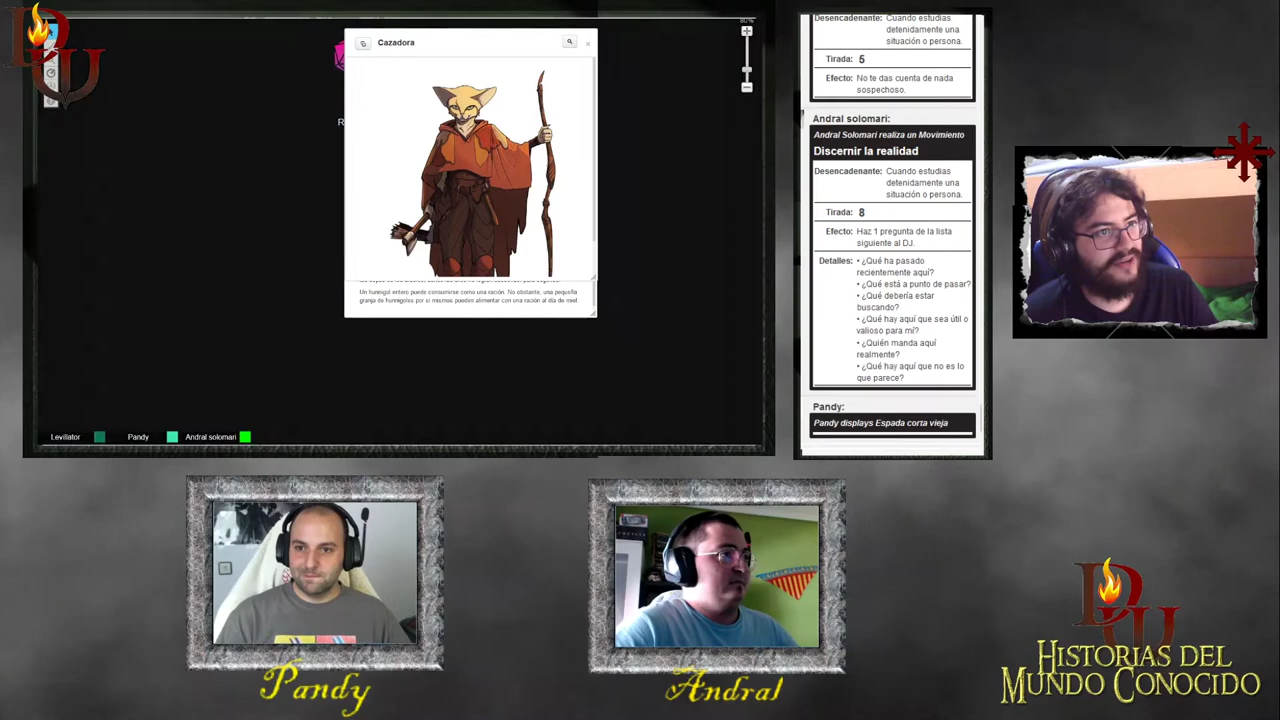 Cazadora
80%
Un hunnigol entero puede consumirse como una ración. No obstante, una pequeña
granja de hunnigolos por si mismos pueden alimentar con una ración al día de miel
Levillator
Pandy
Andral solomari
Desencadenante: Cuando estudias
detenidamente una
situación o persona.
Tirada: 5
Efecto: No te das cuenta de nada
sospechoso.
Andral solomari:
Andral Solomari realiza un Movimiento
Discernir la realidad
Desencadenante: Cuando estudias
detenidamente una
situación o persona.
Tirada: 8
Efecto: Haz 1 pregunta de la lista
siguiente al DJ.
Detalles: • ¿Qué ha pasado
recientemente aquí?
• ¿Qué está a punto de pasar?
• ¿Qué debería estar
buscando?
• ¿Qué hay aquí que sea útil o
valioso para mí?
• ¿Quién manda aquí
realmente?
• ¿Qué hay aquí que no es lo
que parece?
Pandy:
Pandy displays Espada corta vieja
Pandy
Andral
DU
HISTORIAS DEL
MUNDO CONOCIDO